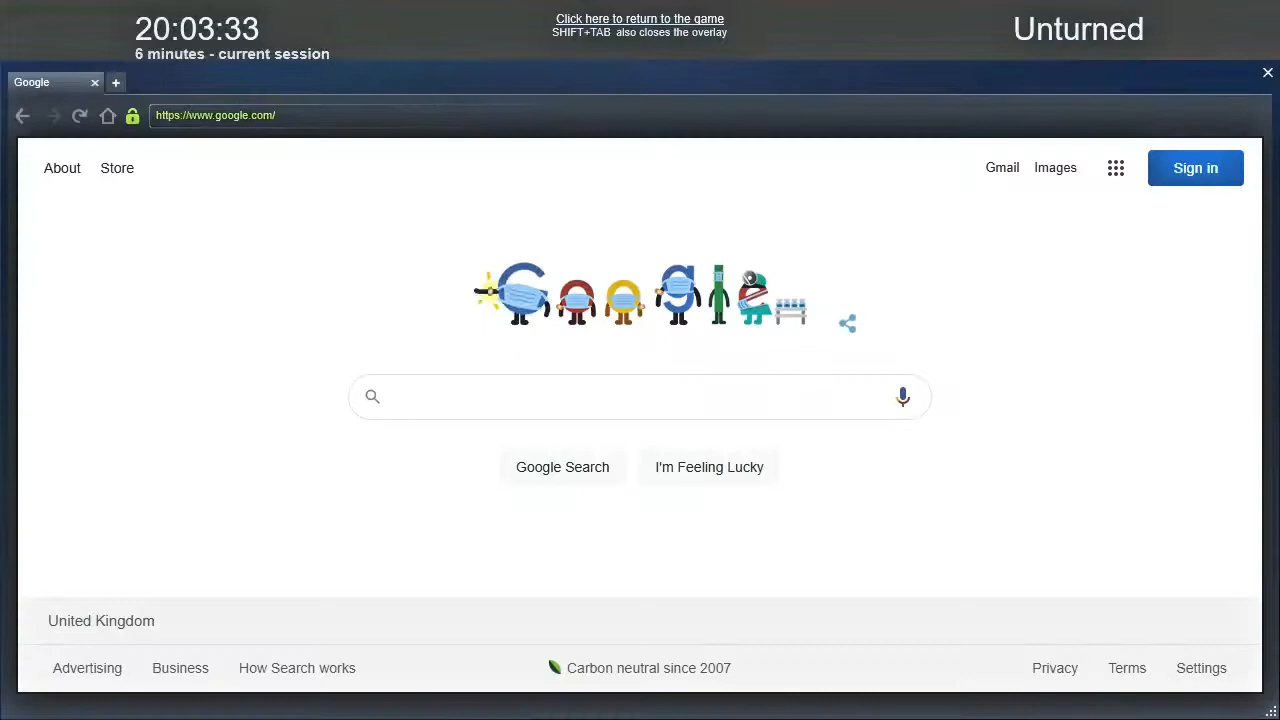 20:03:33
6 minutes - current session
Click here to return to the game
SHIFT+TAB also closes the overlay
Unturned
Google
https://www.google.com/
About Store
Gmail Images Sign in
Google
Google Search I'm Feeling Lucky
United Kingdom
Advertising Business How Search works
Carbon neutral since 2007
Privacy Terms Settings